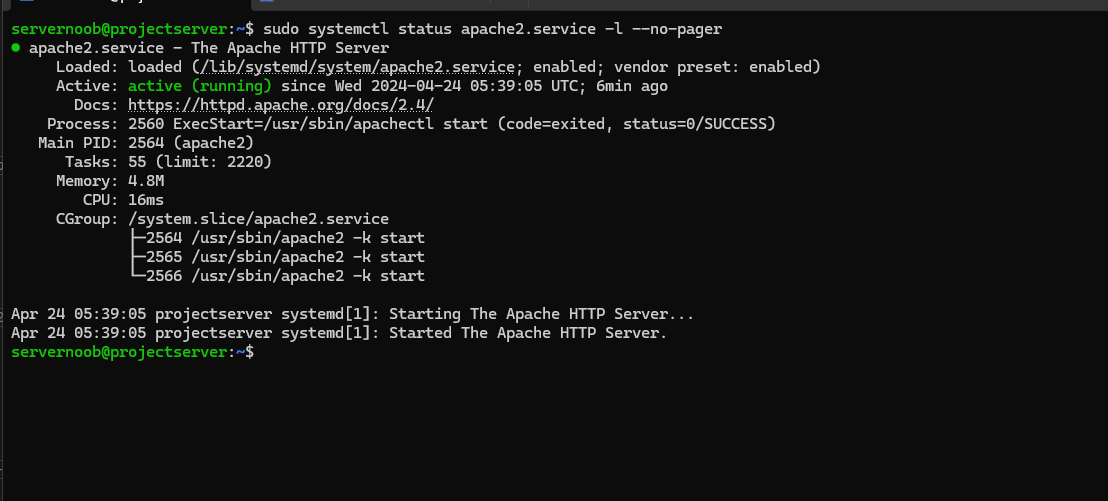 servernoob@projectserver:~$ sudo systemctl status apache2.service -l --no-pager
● apache2.service - The Apache HTTP Server
     Loaded: loaded (/lib/systemd/system/apache2.service; enabled; vendor preset: enabled)
     Active: active (running) since Wed 2024-04-24 05:39:05 UTC; 6min ago
       Docs: https://httpd.apache.org/docs/2.4/
    Process: 2560 ExecStart=/usr/sbin/apachectl start (code=exited, status=0/SUCCESS)
   Main PID: 2564 (apache2)
      Tasks: 55 (limit: 2220)
     Memory: 4.8M
        CPU: 16ms
     CGroup: /system.slice/apache2.service
             ├─2564 /usr/sbin/apache2 -k start
             ├─2565 /usr/sbin/apache2 -k start
             └─2566 /usr/sbin/apache2 -k start

Apr 24 05:39:05 projectserver systemd[1]: Starting The Apache HTTP Server...
Apr 24 05:39:05 projectserver systemd[1]: Started The Apache HTTP Server.
servernoob@projectserver:~$